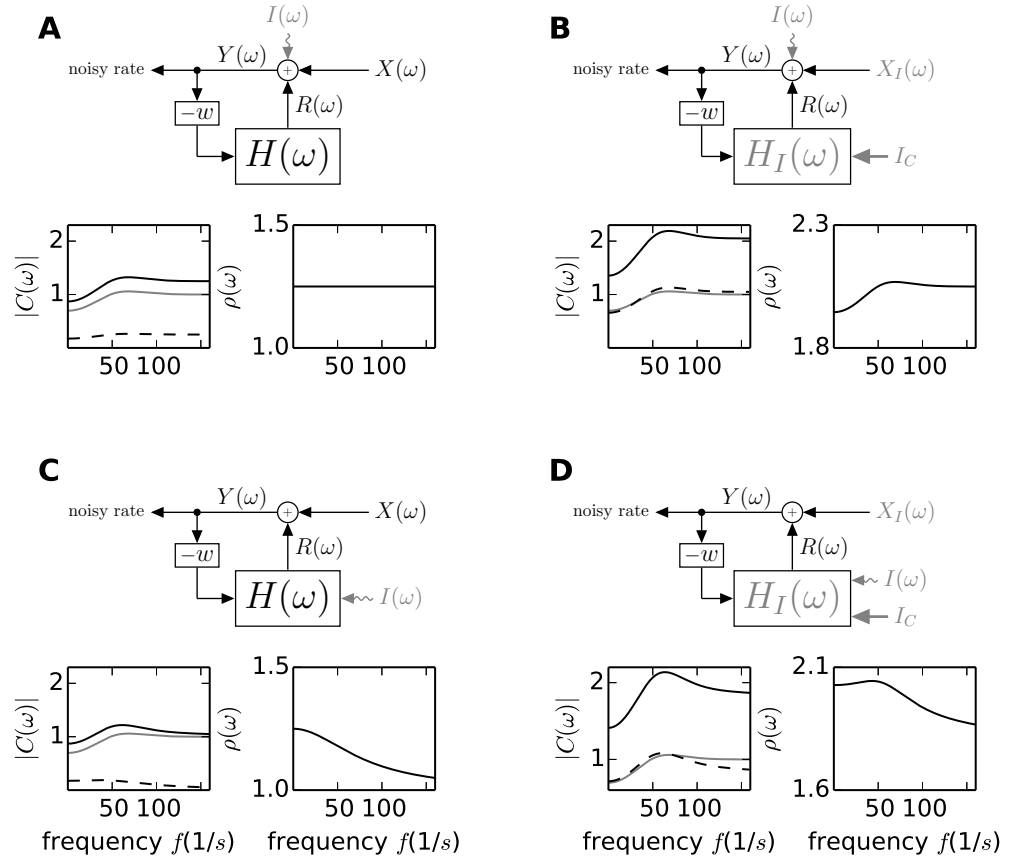 A
I(ω)
noisy rate Y(ω) + X(ω)
−w R(ω)
H(ω)
|C(ω)| 2 1 50 100
ρ(ω) 1.5 1.0 50 100
B
I(ω)
noisy rate Y(ω) + X_I(ω)
−w R(ω)
H_I(ω) I_C
|C(ω)| 2 1 50 100
ρ(ω) 2.3 1.8 50 100
C
noisy rate Y(ω) + X(ω)
−w R(ω)
H(ω) I(ω)
|C(ω)| 2 1 50 100
frequency f(1/s)
ρ(ω) 1.5 1.0 50 100
frequency f(1/s)
D
noisy rate Y(ω) + X_I(ω)
−w R(ω)
H_I(ω) I(ω)
I_C
|C(ω)| 2 1 50 100
frequency f(1/s)
ρ(ω) 2.1 1.6 50 100
frequency f(1/s)